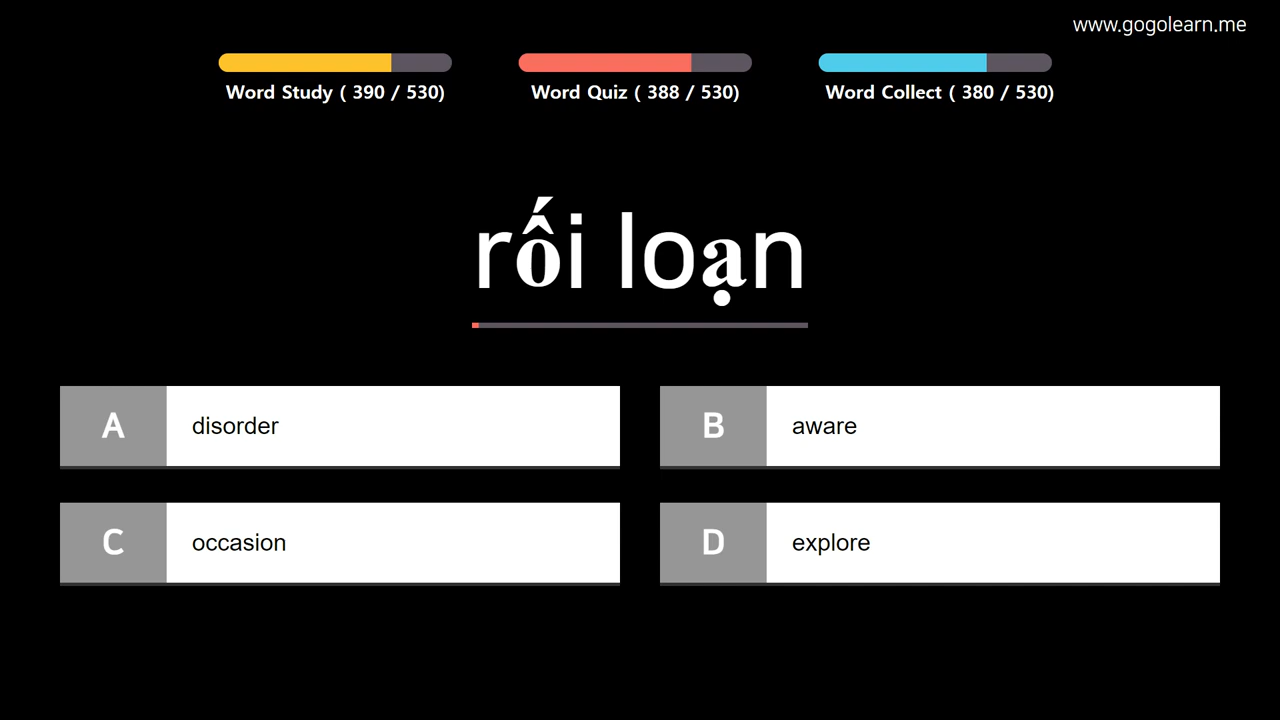 www.gogolearn.me
Word Study ( 390 / 530)
Word Quiz ( 388 / 530)
Word Collect ( 380 / 530)
rối loạn
A disorder
B aware
C occasion
D explore